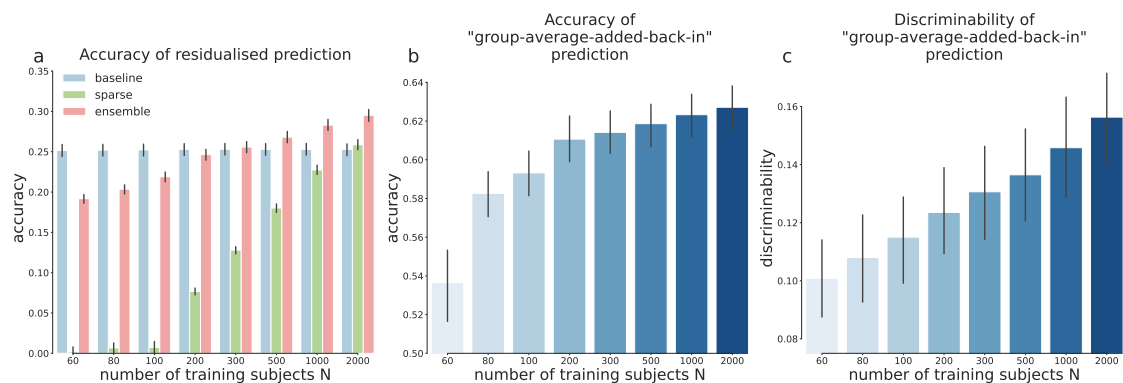 a
Accuracy of residualised prediction
baseline
sparse
ensemble
0.35
0.30
0.25
0.20
0.15
0.10
0.05
0.00
accuracy
60 80 100 200 300 500 1000 2000
number of training subjects N
b
Accuracy of
"group-average-added-back-in"
prediction
0.64
0.62
0.60
0.58
0.56
0.54
0.52
0.50
accuracy
60 80 100 200 300 500 1000 2000
number of training subjects N
c
Discriminability of
"group-average-added-back-in"
prediction
0.16
0.14
0.12
0.10
0.08
discriminability
60 80 100 200 300 500 1000 2000
number of training subjects N